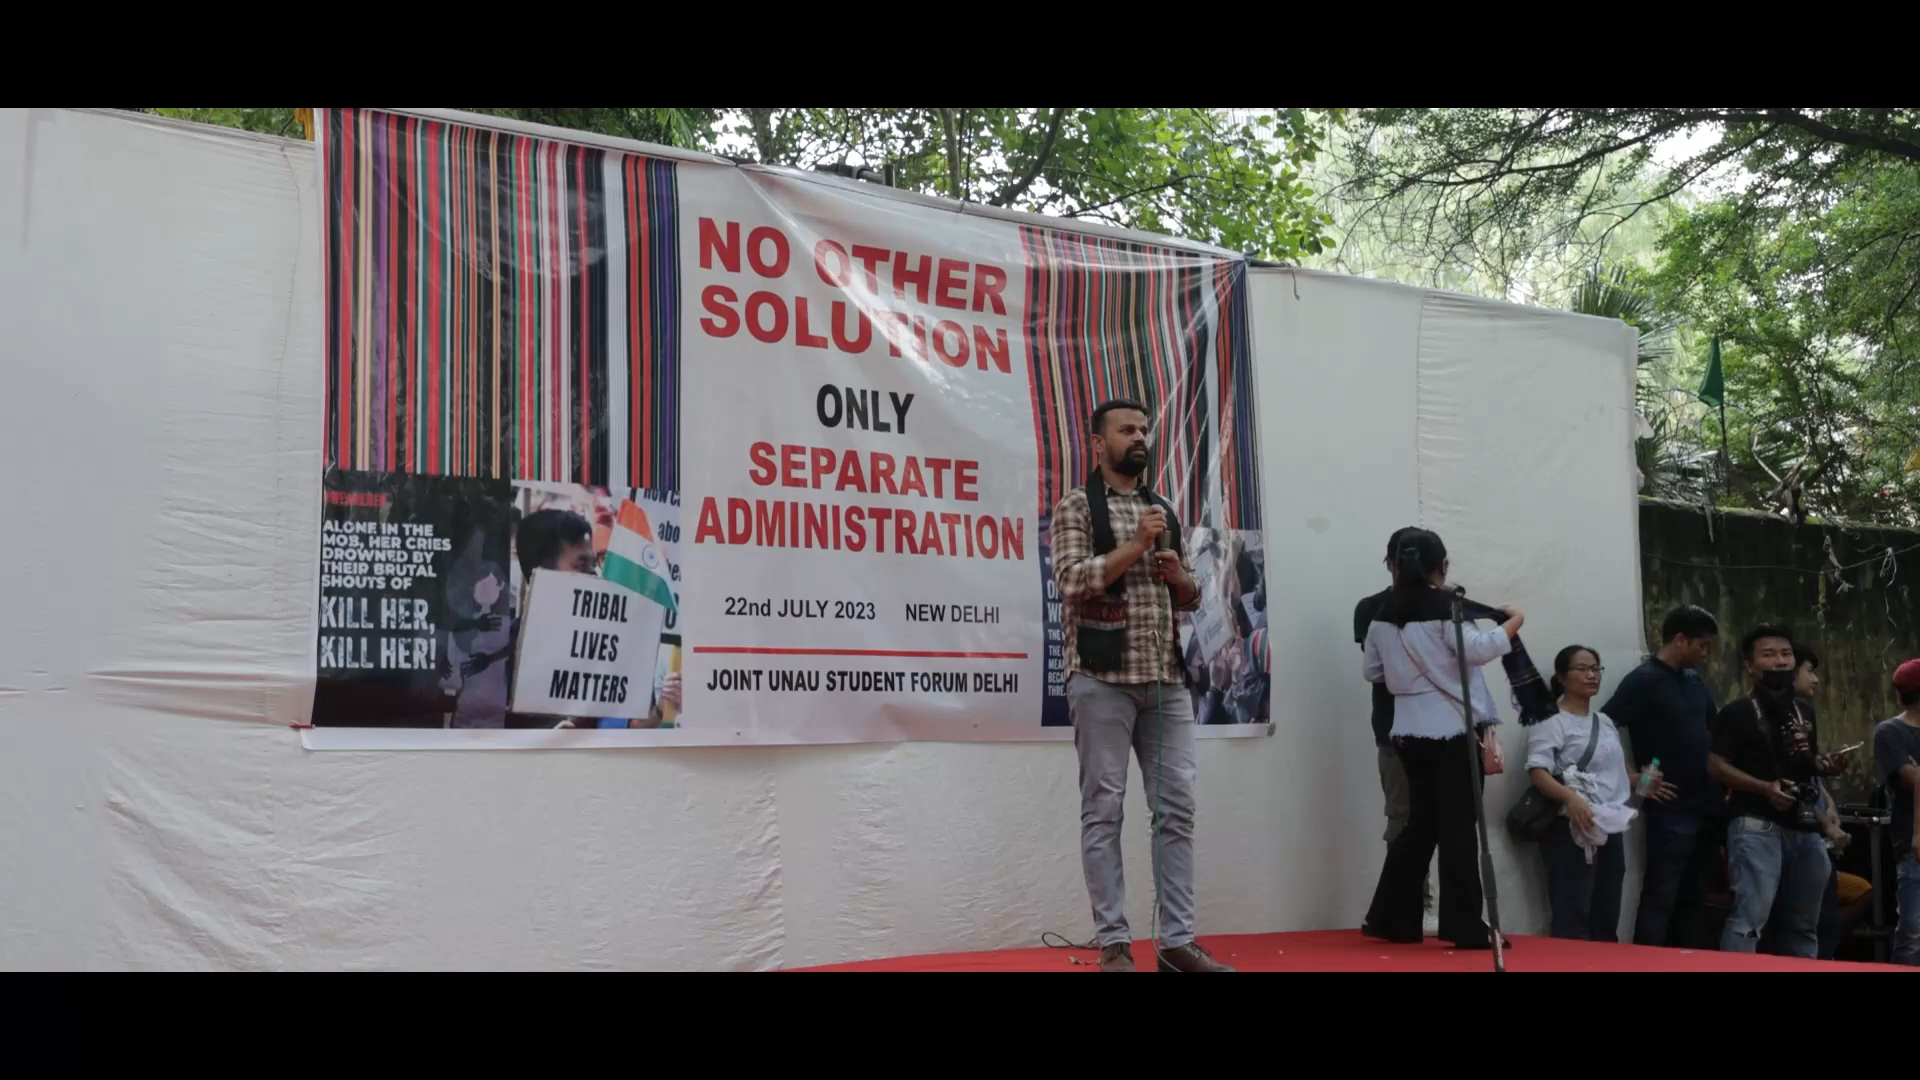 NO OTHER
SOLUTION
ONLY
SEPARATE
ADMINISTRATION
22nd JULY 2023 NEW DELHI
JOINT UNAU STUDENT FORUM DELHI
ALONE IN THE
MOB, HER CRIES
DROWNED BY
THEIR BRUTAL
SHOUTS OF
KILL HER,
KILL HER!
TRIBAL
LIVES
MATTERS